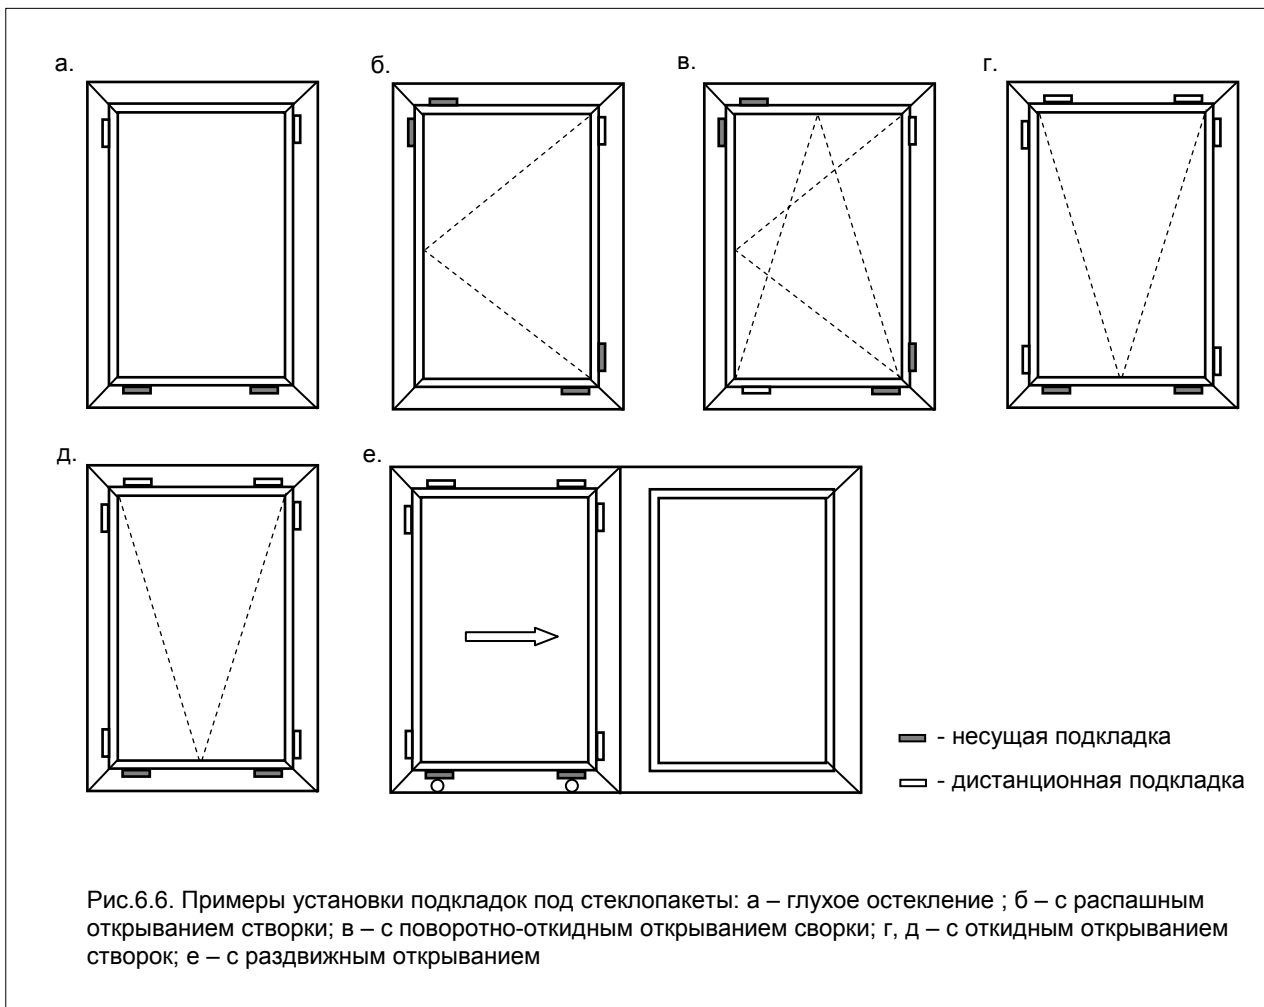 а.
б.
в.
г.
д.
е.
- несущая подкладка
- дистанционная подкладка
Рис.6.6. Примеры установки подкладок под стеклопакеты: а – глухое остекление ; б – с распашным
открыванием створки; в – с поворотно-откидным открыванием сворки; г, д – с откидным открыванием
створок; е – с раздвижным открыванием